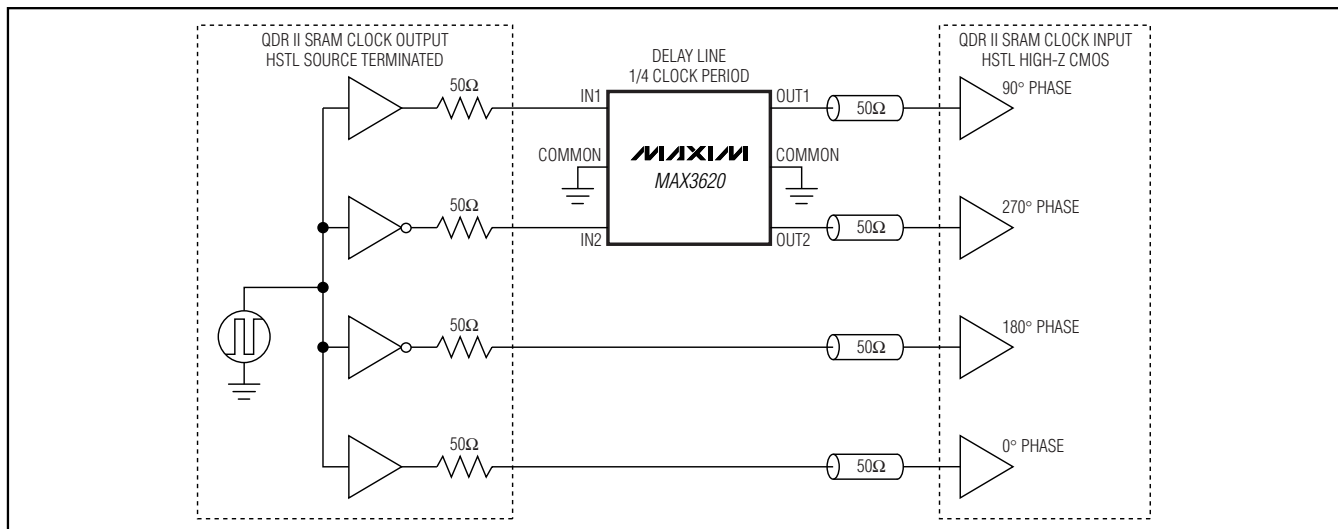 QDR II SRAM CLOCK OUTPUT
HSTL SOURCE TERMINATED
DELAY LINE
1/4 CLOCK PERIOD
QDR II SRAM CLOCK INPUT
HSTL HIGH-Z CMOS
50Ω
IN1
OUT1
50Ω
90° PHASE
COMMON
MAXIM
MAX3620
COMMON
50Ω
IN2
OUT2
50Ω
270° PHASE
50Ω
50Ω
180° PHASE
50Ω
50Ω
0° PHASE